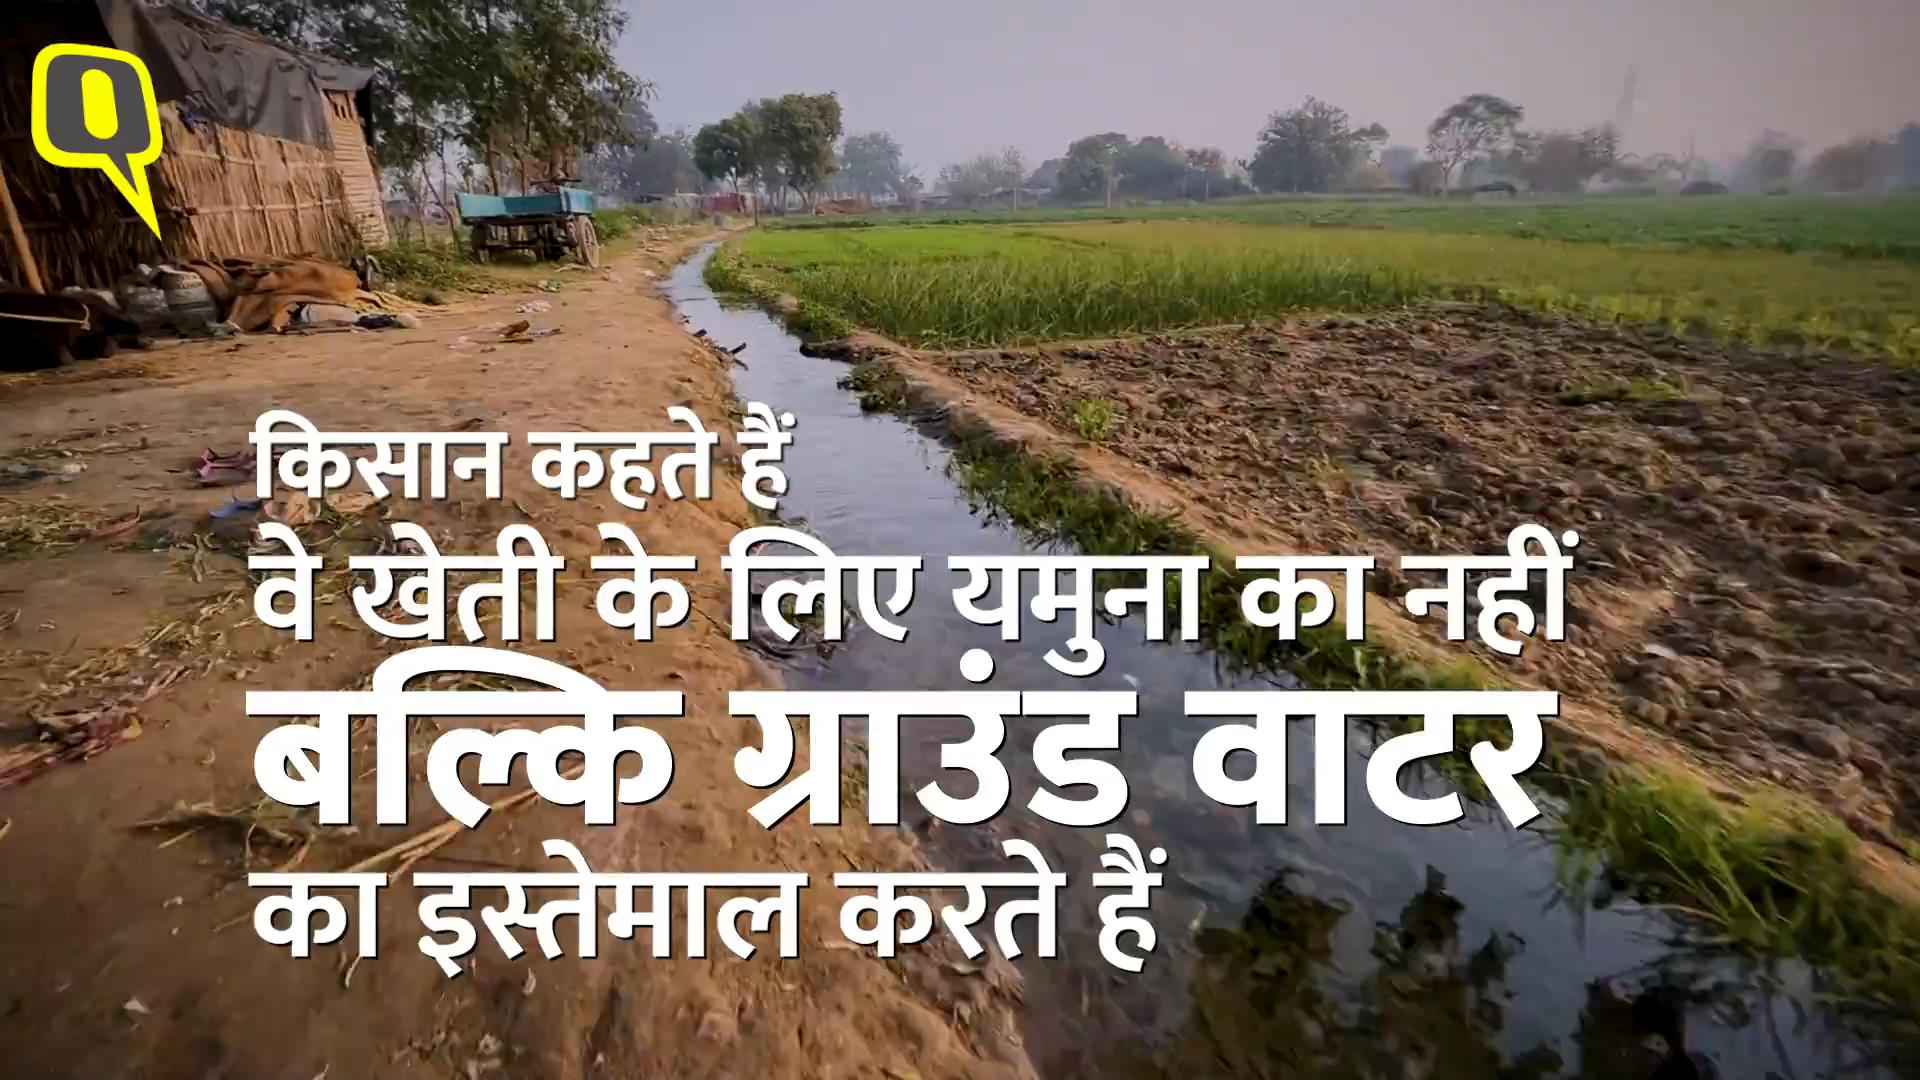 Q
किसान कहते हैं
वे खेती के लिए यमुना का नहीं
बल्कि ग्राउंड वाटर
का इस्तेमाल करते हैं